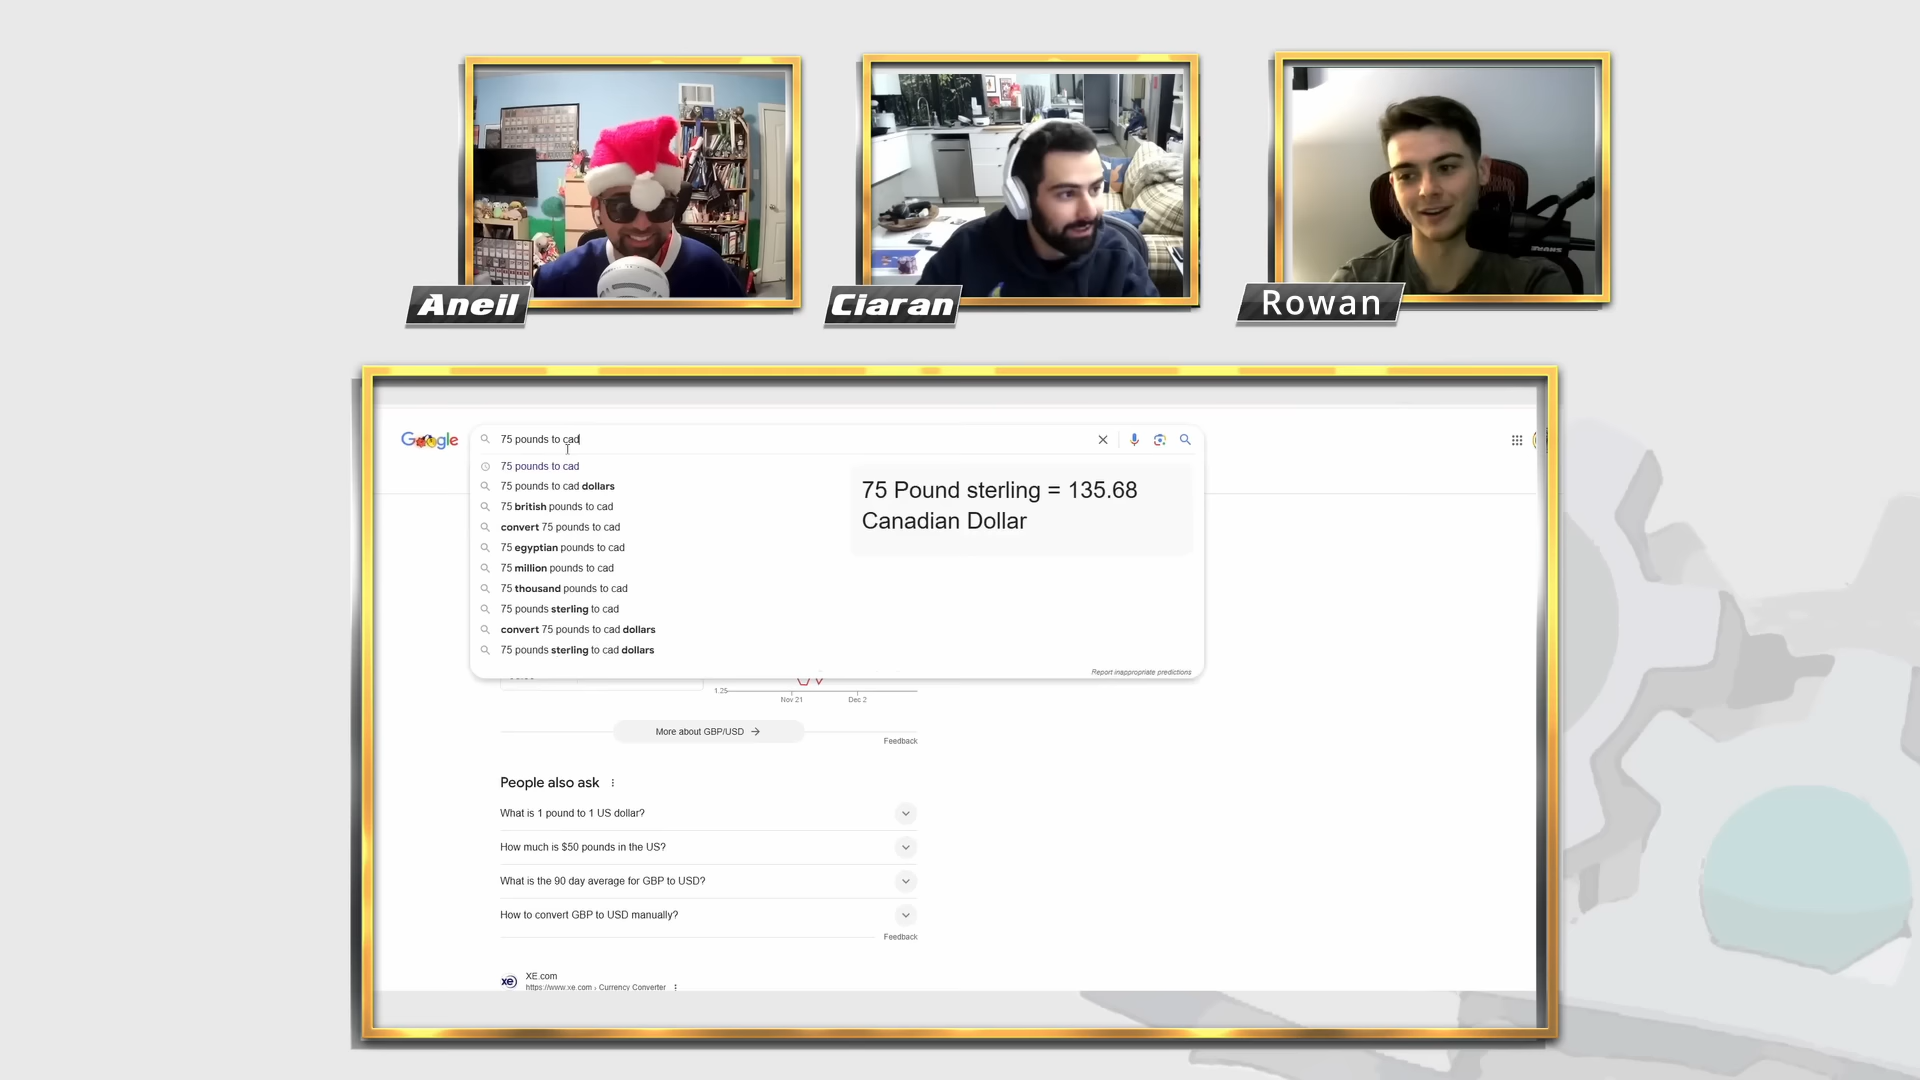 Aneil
Ciaran
Rowan
Google
75 pounds to cad
75 pounds to cad
75 pounds to cad dollars
75 british pounds to cad
convert 75 pounds to cad
75 egyptian pounds to cad
75 million pounds to cad
75 thousand pounds to cad
75 pounds sterling to cad
convert 75 pounds to cad dollars
75 pounds sterling to cad dollars
75 Pound sterling = 135.68
Canadian Dollar
Report inappropriate predictions
1.25
Nov 21
Dec 2
More about GBP/USD
Feedback
People also ask
What is 1 pound to 1 US dollar?
How much is $50 pounds in the US?
What is the 90 day average for GBP to USD?
How to convert GBP to USD manually?
Feedback
xe
XE.com
https://www.xe.com › Currency Converter